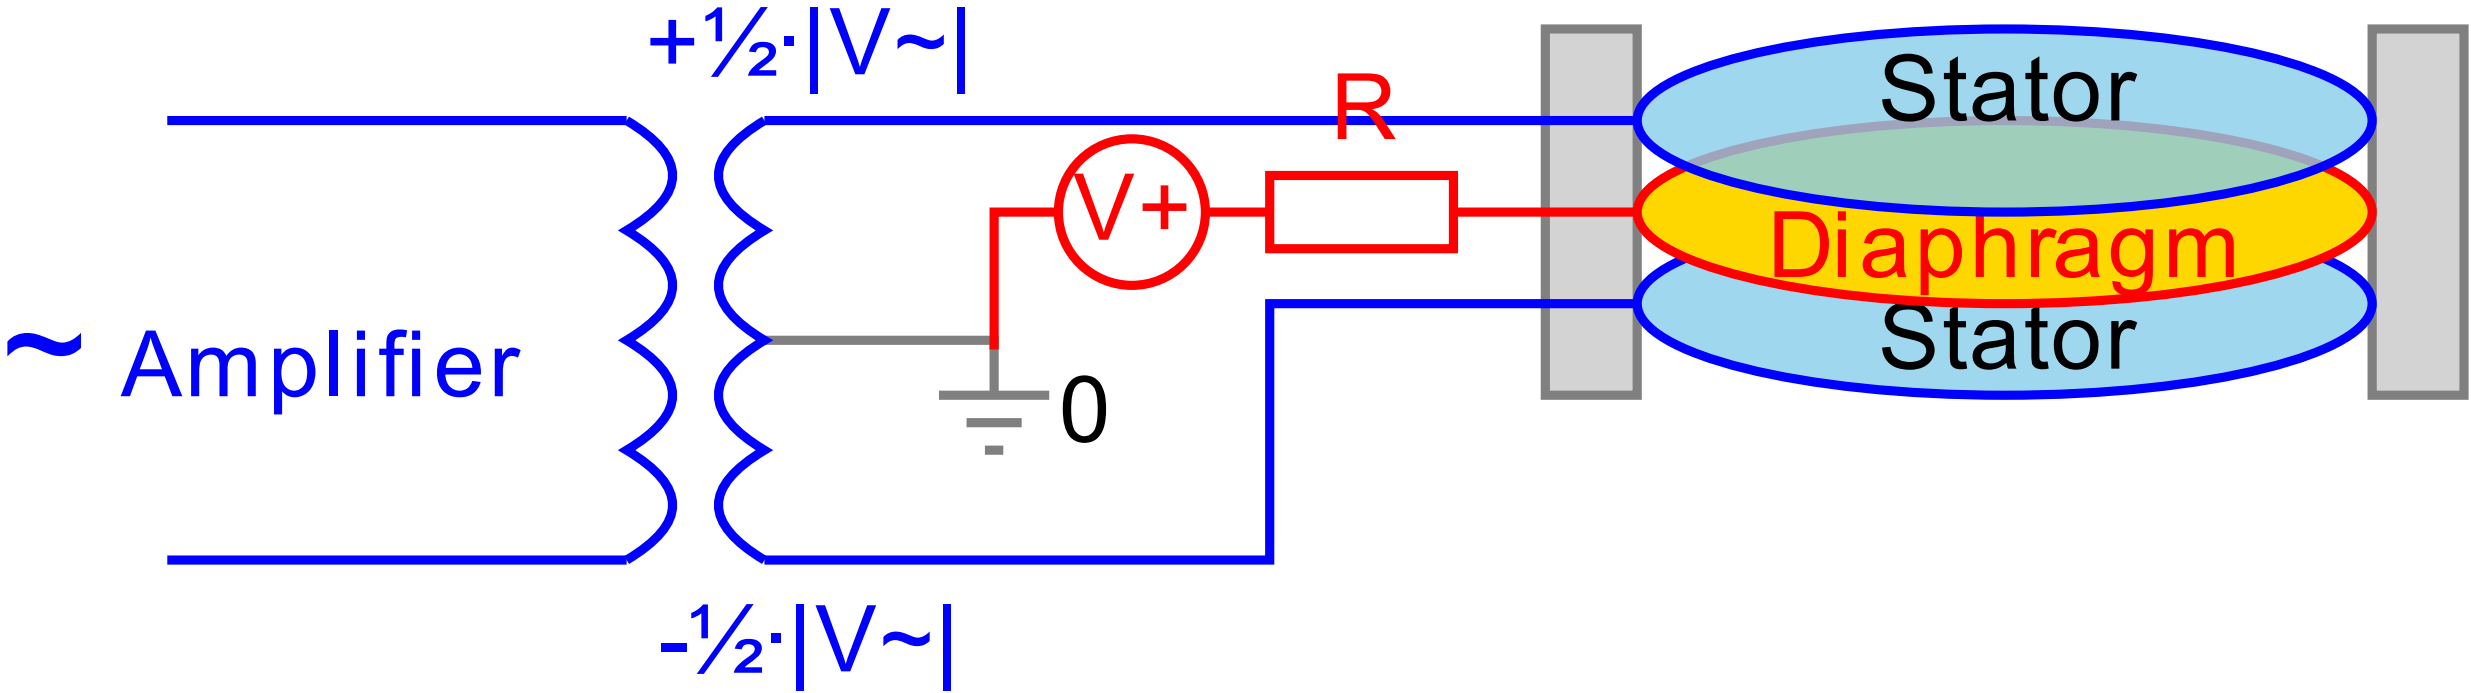 +½·|V~|
R
Stator
V+
Diaphragm
~ Amplifier
Stator
0
-½·|V~|